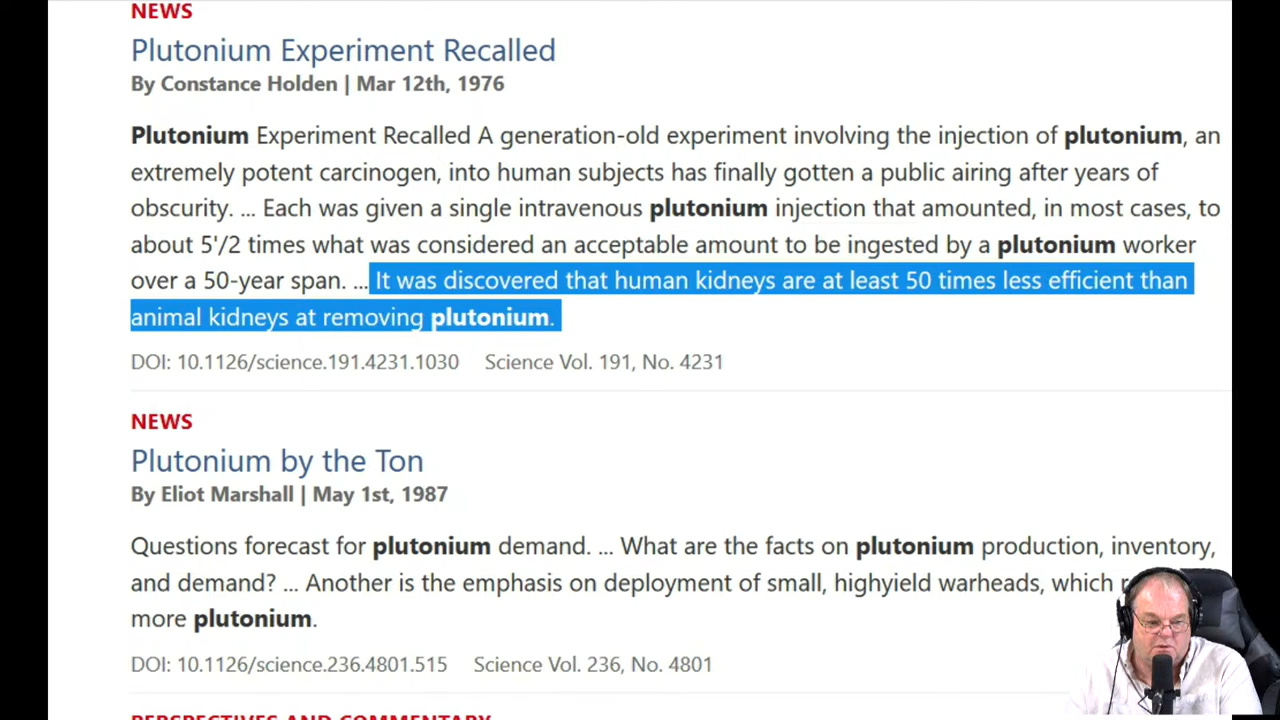 NEWS
Plutonium Experiment Recalled
By Constance Holden | Mar 12th, 1976
Plutonium Experiment Recalled A generation-old experiment involving the injection of plutonium, an
extremely potent carcinogen, into human subjects has finally gotten a public airing after years of
obscurity. ... Each was given a single intravenous plutonium injection that amounted, in most cases, to
about 5'/2 times what was considered an acceptable amount to be ingested by a plutonium worker
over a 50-year span. ... It was discovered that human kidneys are at least 50 times less efficient than
animal kidneys at removing plutonium.
DOI: 10.1126/science.191.4231.1030 Science Vol. 191, No. 4231
NEWS
Plutonium by the Ton
By Eliot Marshall | May 1st, 1987
Questions forecast for plutonium demand. ... What are the facts on plutonium production, inventory,
and demand? ... Another is the emphasis on deployment of small, highyield warheads, which
more plutonium.
DOI: 10.1126/science.236.4801.515 Science Vol. 236, No. 4801
PERSPECTIVES AND COMMENTARY